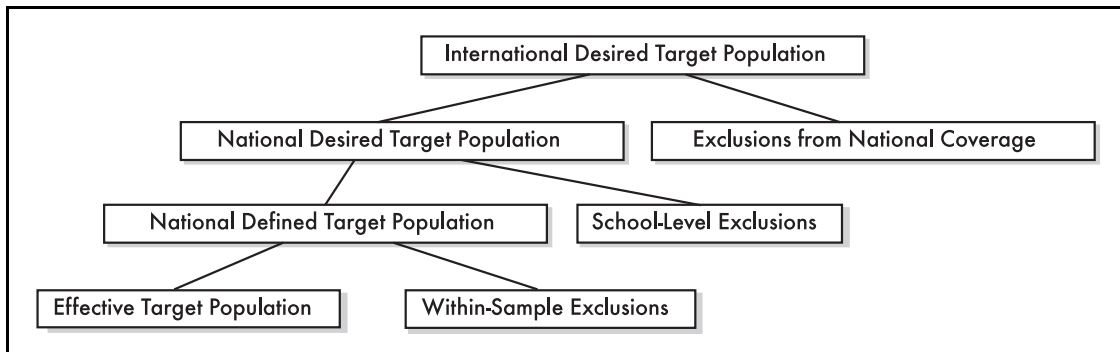 International Desired Target Population
National Desired Target Population
Exclusions from National Coverage
National Defined Target Population
School-Level Exclusions
Effective Target Population
Within-Sample Exclusions